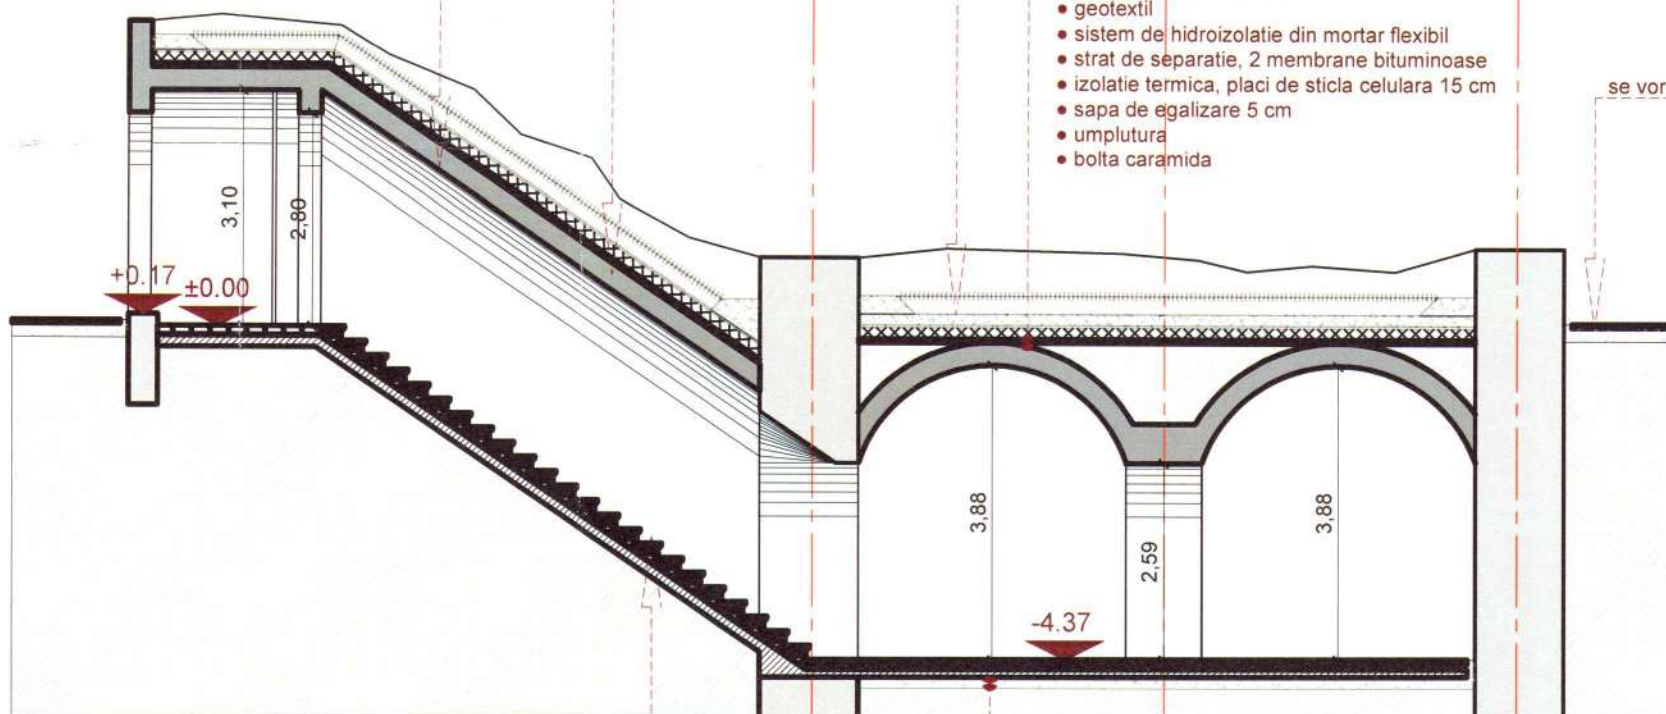 • geotextil
• sistem de hidroizolatie din mortar flexibil
• strat de separatie, 2 membrane bituminoase
• izolatie termica, placi de sticla celulara 15 cm
• sapa de egalizare 5 cm
• umplutura
• bolta caramida
se vor
3,10
2,80
+0.17
±0.00
3,88
2,59
3,88
-4.37